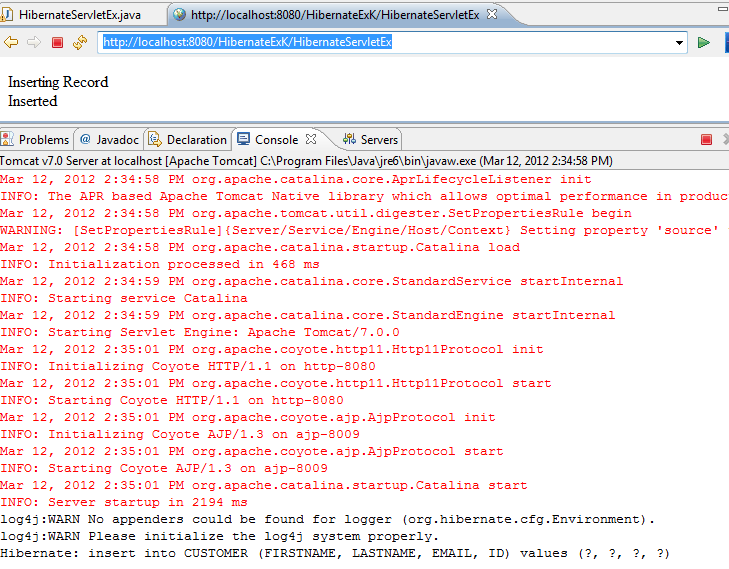 HibernateServletEx.java http://localhost:8080/HibernateExK/HibernateServletEx
http://localhost:8080/HibernateExK/HibernateServletEx
Inserting Record
Inserted
Problems @ Javadoc Declaration Console Servers
Tomcat v7.0 Server at localhost [Apache Tomcat] C:\Program Files\Java\jre6\bin\javaw.exe (Mar 12, 2012 2:34:58 PM)
Mar 12, 2012 2:34:58 PM org.apache.catalina.core.AprLifecycleListener init
INFO: The APR based Apache Tomcat Native library which allows optimal performance in produc
Mar 12, 2012 2:34:58 PM org.apache.tomcat.util.digester.SetPropertiesRule begin
WARNING: [SetPropertiesRule]{Server/Service/Engine/Host/Context} Setting property 'source'
Mar 12, 2012 2:34:58 PM org.apache.catalina.startup.Catalina load
INFO: Initialization processed in 468 ms
Mar 12, 2012 2:34:59 PM org.apache.catalina.core.StandardService startInternal
INFO: Starting service Catalina
Mar 12, 2012 2:34:59 PM org.apache.catalina.core.StandardEngine startInternal
INFO: Starting Servlet Engine: Apache Tomcat/7.0.0
Mar 12, 2012 2:35:01 PM org.apache.coyote.http11.Http11Protocol init
INFO: Initializing Coyote HTTP/1.1 on http-8080
Mar 12, 2012 2:35:01 PM org.apache.coyote.http11.Http11Protocol start
INFO: Starting Coyote HTTP/1.1 on http-8080
Mar 12, 2012 2:35:01 PM org.apache.coyote.ajp.AjpProtocol init
INFO: Initializing Coyote AJP/1.3 on ajp-8009
Mar 12, 2012 2:35:01 PM org.apache.coyote.ajp.AjpProtocol start
INFO: Starting Coyote AJP/1.3 on ajp-8009
Mar 12, 2012 2:35:01 PM org.apache.catalina.startup.Catalina start
INFO: Server startup in 2194 ms
log4j:WARN No appenders could be found for logger (org.hibernate.cfg.Environment).
log4j:WARN Please initialize the log4j system properly.
Hibernate: insert into CUSTOMER (FIRSTNAME, LASTNAME, EMAIL, ID) values (?, ?, ?, ?)